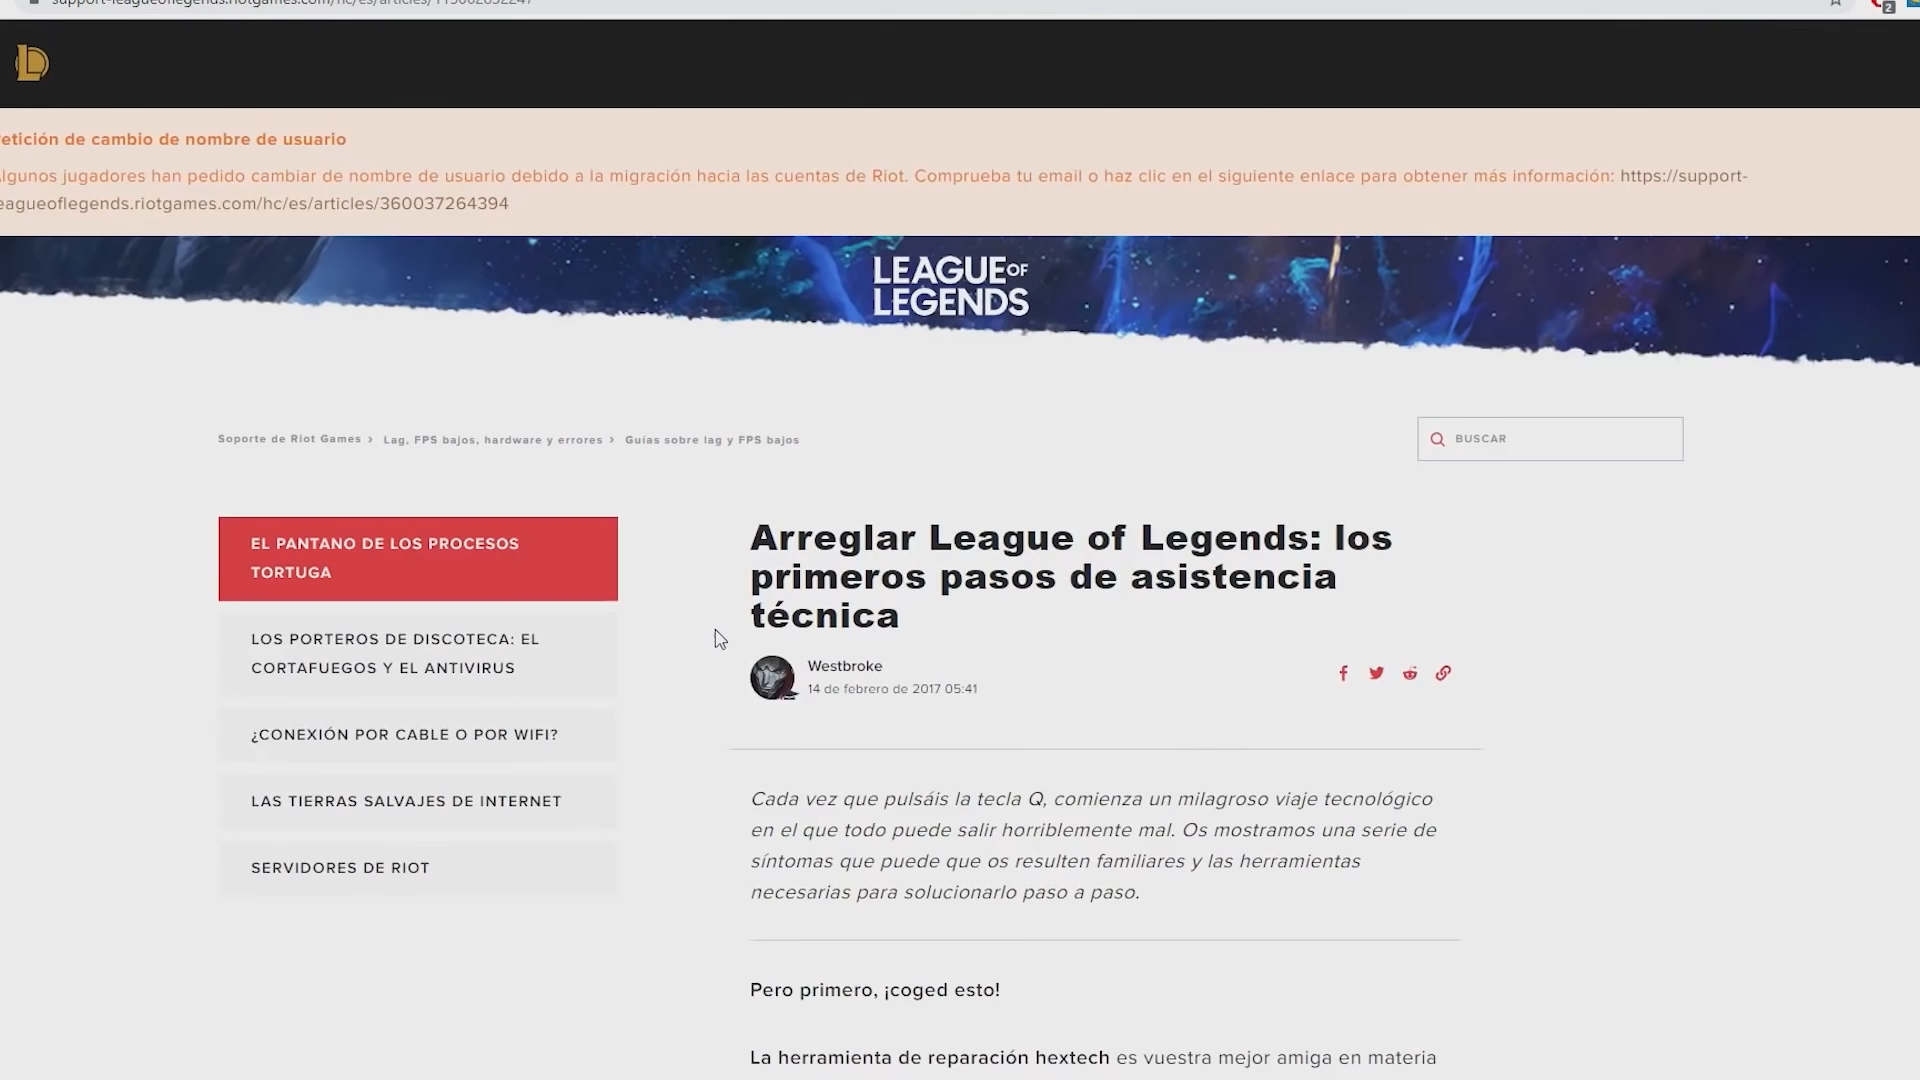 2
Petición de cambio de nombre de usuario
Algunos jugadores han pedido cambiar de nombre de usuario debido a la migración hacia las cuentas de Riot. Comprueba tu email o haz clic en el siguiente enlace para obtener más información: https://support-
leagueoflegends.riotgames.com/hc/es/articles/360037264394
LEAGUE OF
LEGENDS
Soporte de Riot Games › Lag, FPS bajos, hardware y errores › Guías sobre lag y FPS bajos
BUSCAR
EL PANTANO DE LOS PROCESOS
TORTUGA
LOS PORTEROS DE DISCOTECA: EL
CORTAFUEGOS Y EL ANTIVIRUS
¿CONEXIÓN POR CABLE O POR WIFI?
LAS TIERRAS SALVAJES DE INTERNET
SERVIDORES DE RIOT
Arreglar League of Legends: los
primeros pasos de asistencia
técnica
Westbroke
14 de febrero de 2017 05:41
Cada vez que pulsáis la tecla Q, comienza un milagroso viaje tecnológico
en el que todo puede salir horriblemente mal. Os mostramos una serie de
síntomas que puede que os resulten familiares y las herramientas
necesarias para solucionarlo paso a paso.
Pero primero, ¡coged esto!
La herramienta de reparación hextech es vuestra mejor amiga en materia